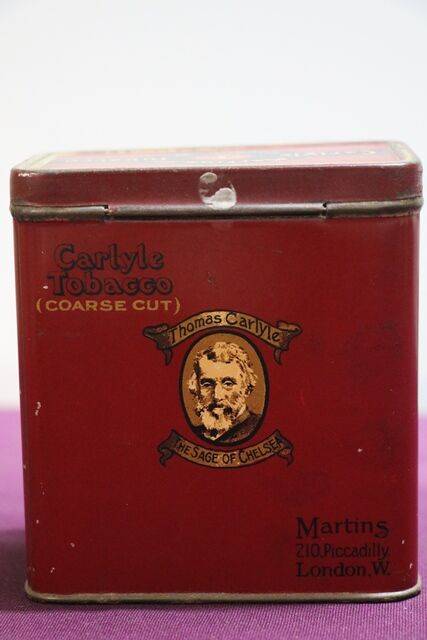 Carlyle
Tobacco
(COARSE CUT)
Thomas Carlyle
THE SAGE OF CHELSEA
Martins
210, Piccadilly.
London, W.